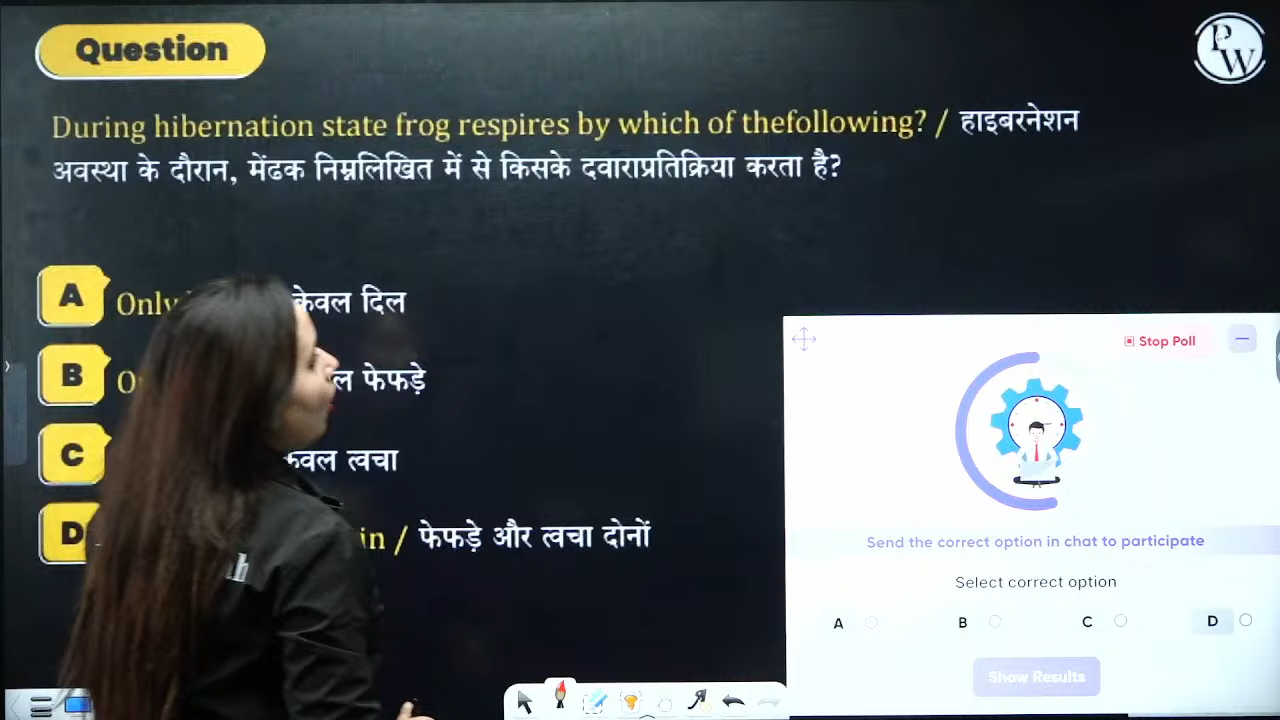 Question
PW
During hibernation state frog respires by which of thefollowing? / हाइबरनेशन
अवस्था के दौरान, मेंढक निम्नलिखित में से किसके दवाराप्रतिक्रिया करता है?
A Only केवल दिल
B फेफड़े
C केवल त्वचा
D in / फेफड़े और त्वचा दोनों
Stop Poll
Send the correct option in chat to participate
Select correct option
A B C D
Show Results